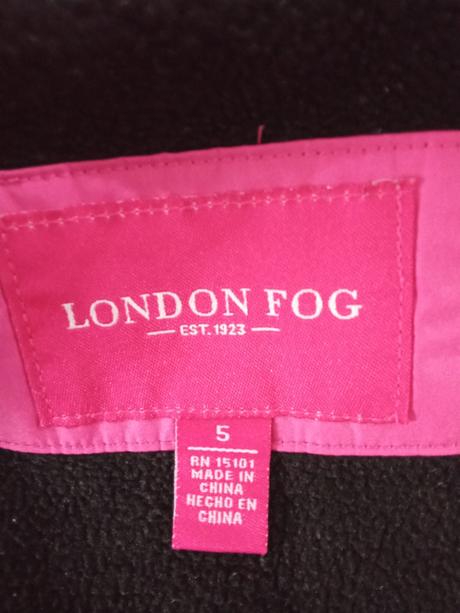 LONDON FOG
EST. 1923
5
RN 15101
MADE IN
CHINA
HECHO EN
CHINA